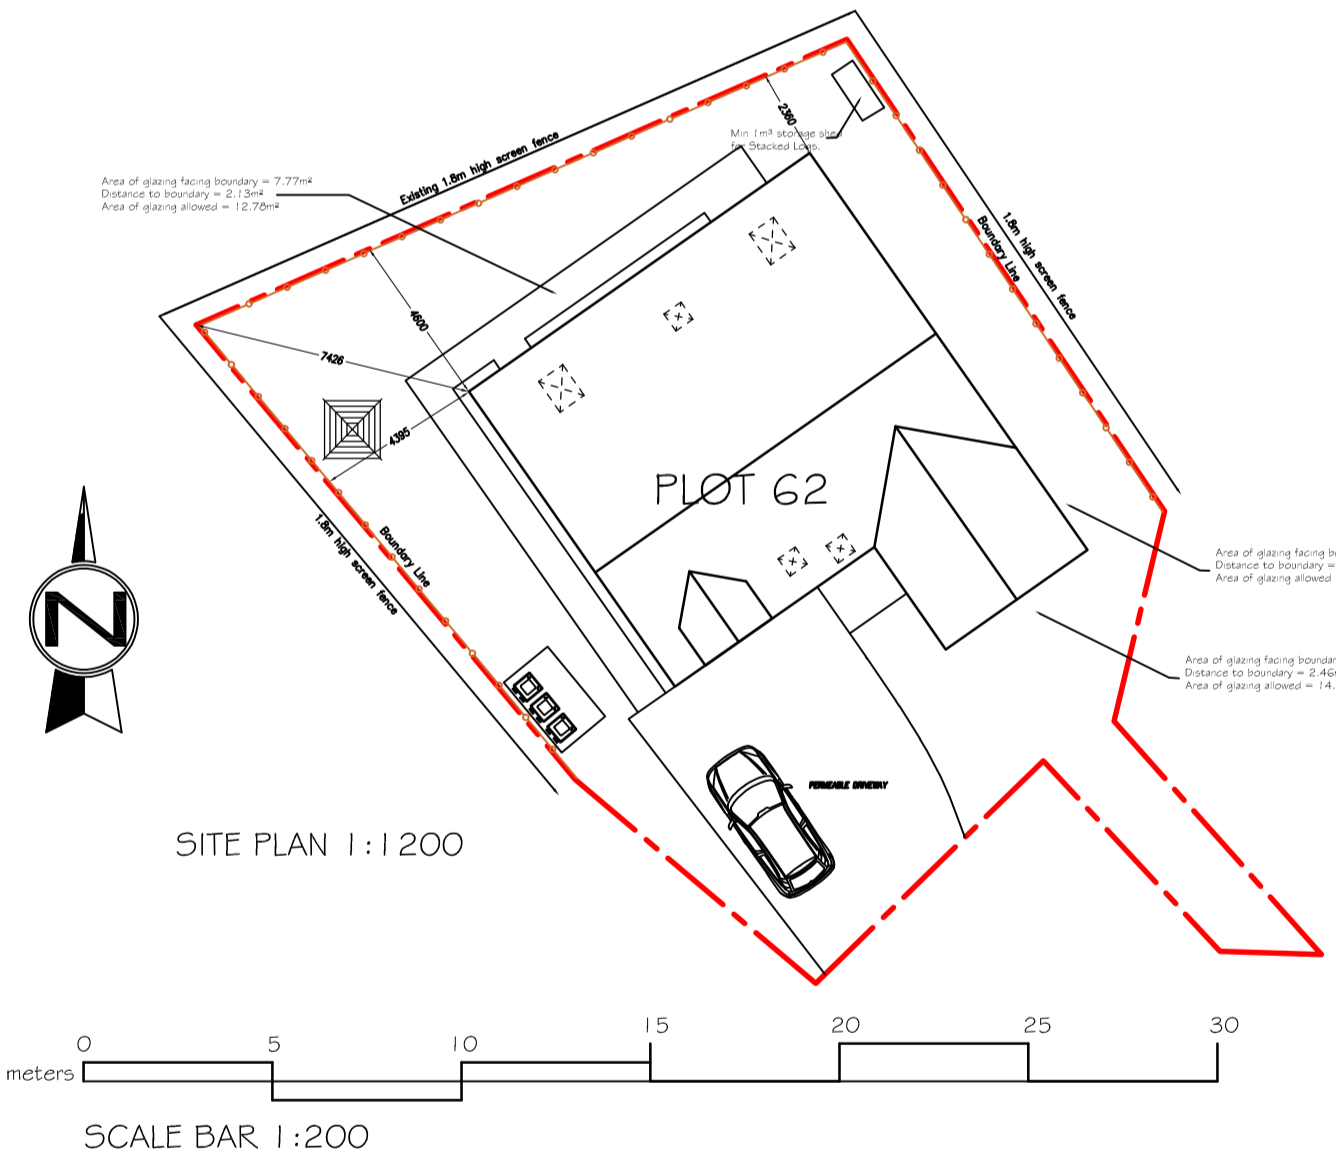 Existing 1.8m high screen fence
2360
Min 1m³ storage shed
for Stacked Logs.
Area of glazing facing boundary = 7.77m²
Distance to boundary = 2.13m²
Area of glazing allowed = 12.78m²
1.8m high screen fence
Boundary Line
4600
7426
4395
PLOT 62
Boundary Line
1.8m high screen fence
N
Area of glazing facing bo
Distance to boundary =
Area of glazing allowed
Area of glazing facing boundar
Distance to boundary = 2.46
Area of glazing allowed = 14.
PERMEABLE DRIVEWAY
SITE PLAN 1:1200
0 5 10 15 20 25 30
meters
SCALE BAR 1:200